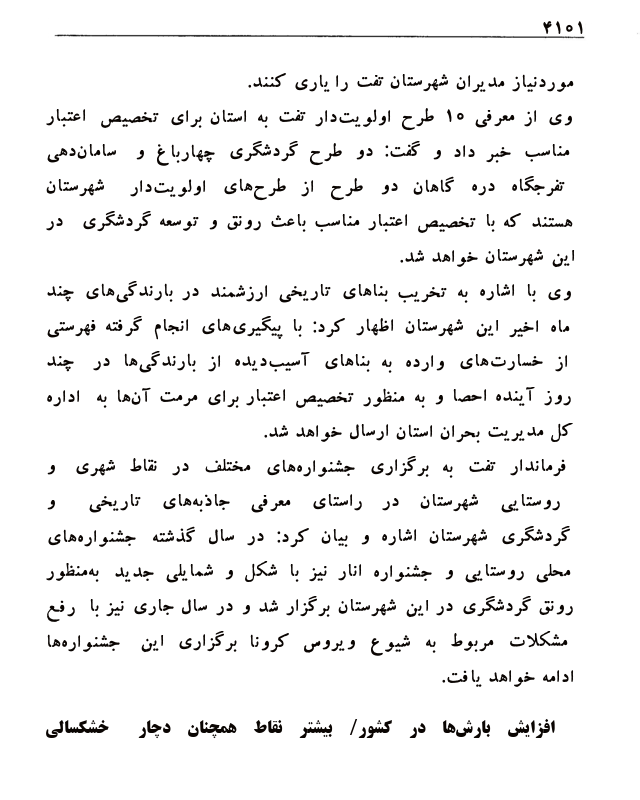 ۴۱۰۱
موردنیاز مدیران شهرستان تفت را یاری کنند.
وی از معرفی ۱۰ طرح اولویت‌دار تفت به استان برای تخصیص اعتبار
مناسب خبر داد و گفت: دو طرح گردشگری چهارباغ و سامان‌دهی
تفرجگاه دره گاهان دو طرح از طرح‌های اولویت‌دار شهرستان
هستند که با تخصیص اعتبار مناسب باعث رونق و توسعه گردشگری در
این شهرستان خواهد شد.
وی با اشاره به تخریب بناهای تاریخی ارزشمند در بارندگی‌های چند
ماه اخیر این شهرستان اظهار کرد: با پیگیری‌های انجام گرفته فهرستی
از خسارت‌های وارده به بناهای آسیب‌دیده از بارندگی‌ها در چند
روز آینده احصا و به منظور تخصیص اعتبار برای مرمت آن‌ها به اداره
کل مدیریت بحران استان ارسال خواهد شد.
فرماندار تفت به برگزاری جشنواره‌های مختلف در نقاط شهری و
روستایی شهرستان در راستای معرفی جاذبه‌های تاریخی و
گردشگری شهرستان اشاره و بیان کرد: در سال گذشته جشنواره‌های
محلی روستایی و جشنواره انار نیز با شکل و شمایلی جدید به‌منظور
رونق گردشگری در این شهرستان برگزار شد و در سال جاری نیز با رفع
مشکلات مربوط به شیوع ویروس کرونا برگزاری این جشنواره‌ها
ادامه خواهد یافت.
افزایش بارش‌ها در کشور/ بیشتر نقاط همچنان دچار خشکسالی